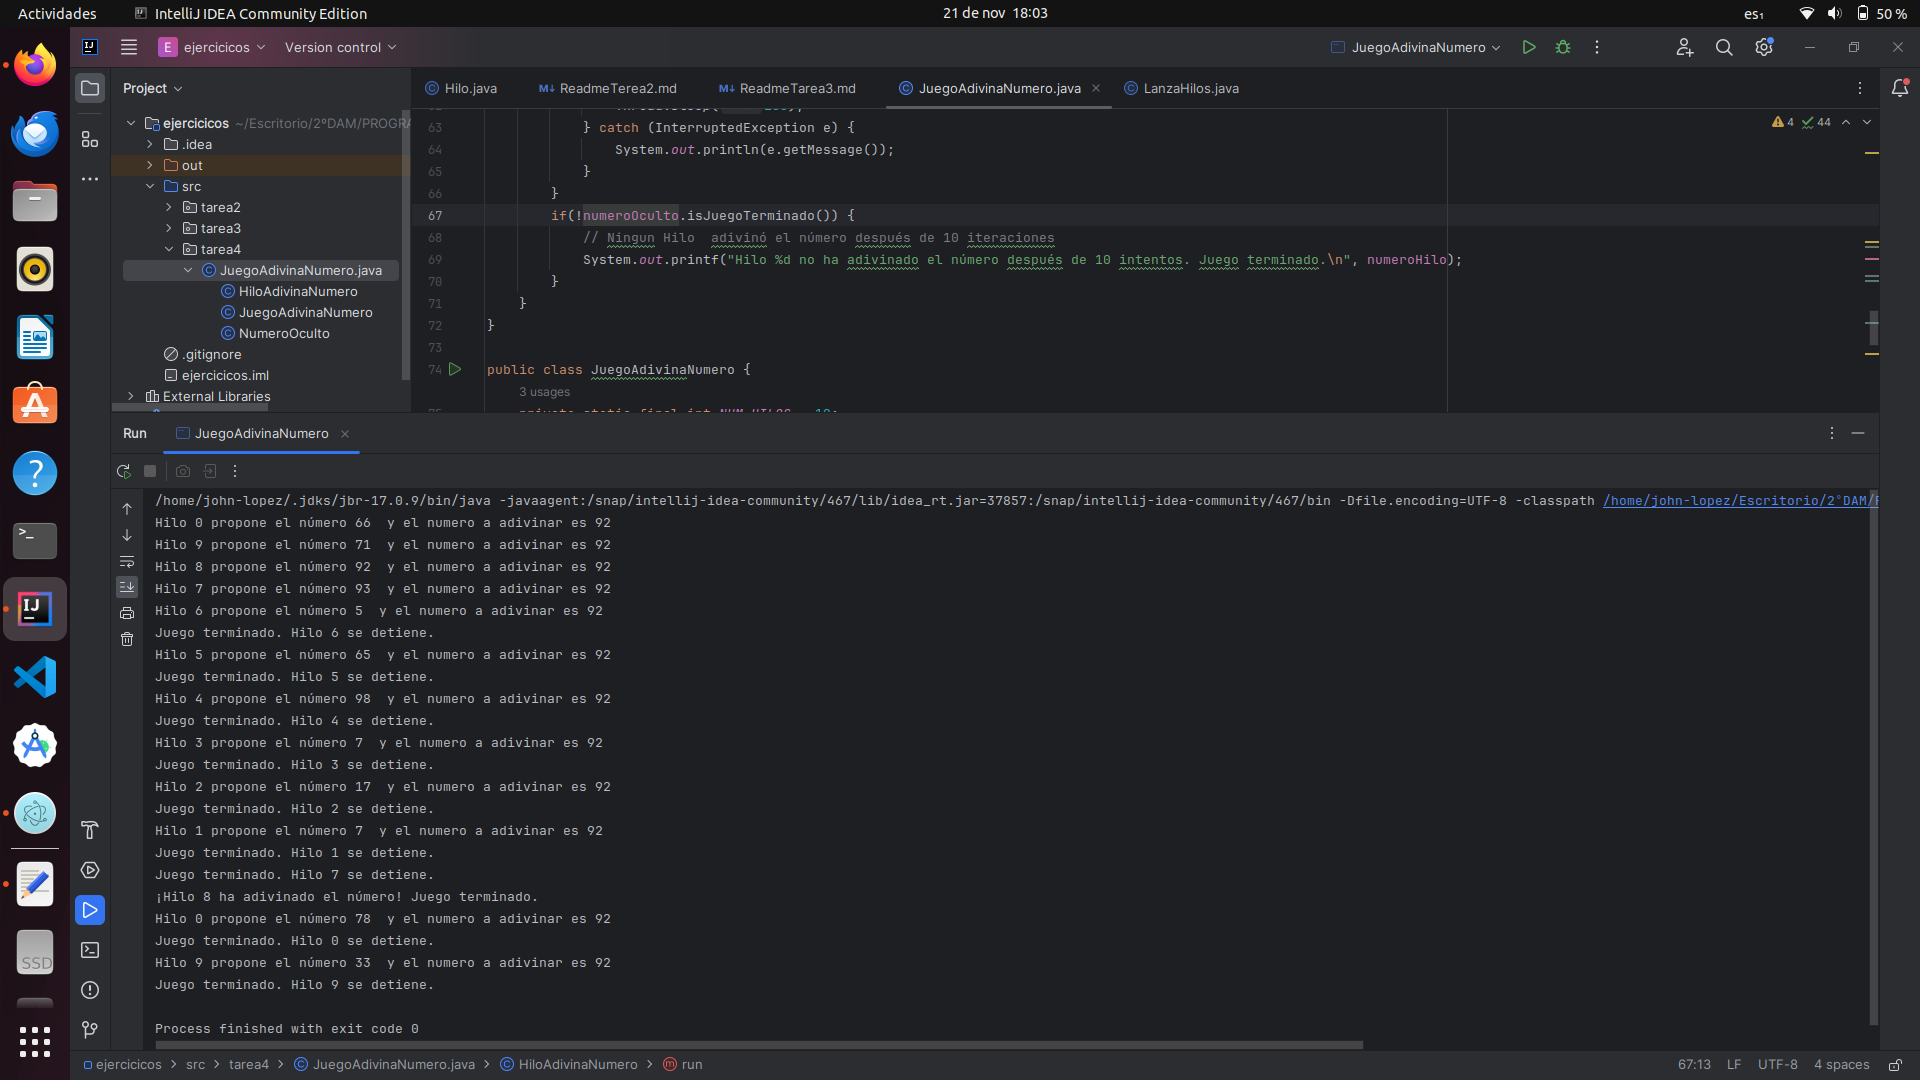 Actividades IntelliJ IDEA Community Edition 21 de nov 18:03 es₁ 50 %
E ejercicicos Version control JuegoAdivinaNumero
Project Hilo.java M↓ ReadmeTerea2.md M↓ ReadmeTarea3.md JuegoAdivinaNumero.java LanzaHilos.java
ejercicicos ~/Escritorio/2ºDAM/PROGRA
.idea
out
src
tarea2
tarea3
tarea4
JuegoAdivinaNumero.java
HiloAdivinaNumero
JuegoAdivinaNumero
NumeroOculto
.gitignore
ejercicicos.iml
External Libraries
4 44
63 } catch (InterruptedException e) {
64 System.out.println(e.getMessage());
65 }
66 }
67 if(!numeroOculto.isJuegoTerminado()) {
68 // Ningun Hilo  adivinó el número después de 10 iteraciones
69 System.out.printf("Hilo %d no ha adivinado el número después de 10 intentos. Juego terminado.\n", numeroHilo);
70 }
71 }
72 }
73
74 public class JuegoAdivinaNumero {
3 usages
private static final int NUM_HILOS = 10;
Run JuegoAdivinaNumero
/home/john-lopez/.jdks/jbr-17.0.9/bin/java -javaagent:/snap/intellij-idea-community/467/lib/idea_rt.jar=37857:/snap/intellij-idea-community/467/bin -Dfile.encoding=UTF-8 -classpath /home/john-lopez/Escritorio/2°DAM/P
Hilo 0 propone el número 66  y el numero a adivinar es 92
Hilo 9 propone el número 71  y el numero a adivinar es 92
Hilo 8 propone el número 92  y el numero a adivinar es 92
Hilo 7 propone el número 93  y el numero a adivinar es 92
Hilo 6 propone el número 5  y el numero a adivinar es 92
Juego terminado. Hilo 6 se detiene.
Hilo 5 propone el número 65  y el numero a adivinar es 92
Juego terminado. Hilo 5 se detiene.
Hilo 4 propone el número 98  y el numero a adivinar es 92
Juego terminado. Hilo 4 se detiene.
Hilo 3 propone el número 7  y el numero a adivinar es 92
Juego terminado. Hilo 3 se detiene.
Hilo 2 propone el número 17  y el numero a adivinar es 92
Juego terminado. Hilo 2 se detiene.
Hilo 1 propone el número 7  y el numero a adivinar es 92
Juego terminado. Hilo 1 se detiene.
Juego terminado. Hilo 7 se detiene.
¡Hilo 8 ha adivinado el número! Juego terminado.
Hilo 0 propone el número 78  y el numero a adivinar es 92
Juego terminado. Hilo 0 se detiene.
Hilo 9 propone el número 33  y el numero a adivinar es 92
Juego terminado. Hilo 9 se detiene.
Process finished with exit code 0
ejercicicos > src > tarea4 > JuegoAdivinaNumero.java > HiloAdivinaNumero > run 67:13 LF UTF-8 4 spaces
SSD